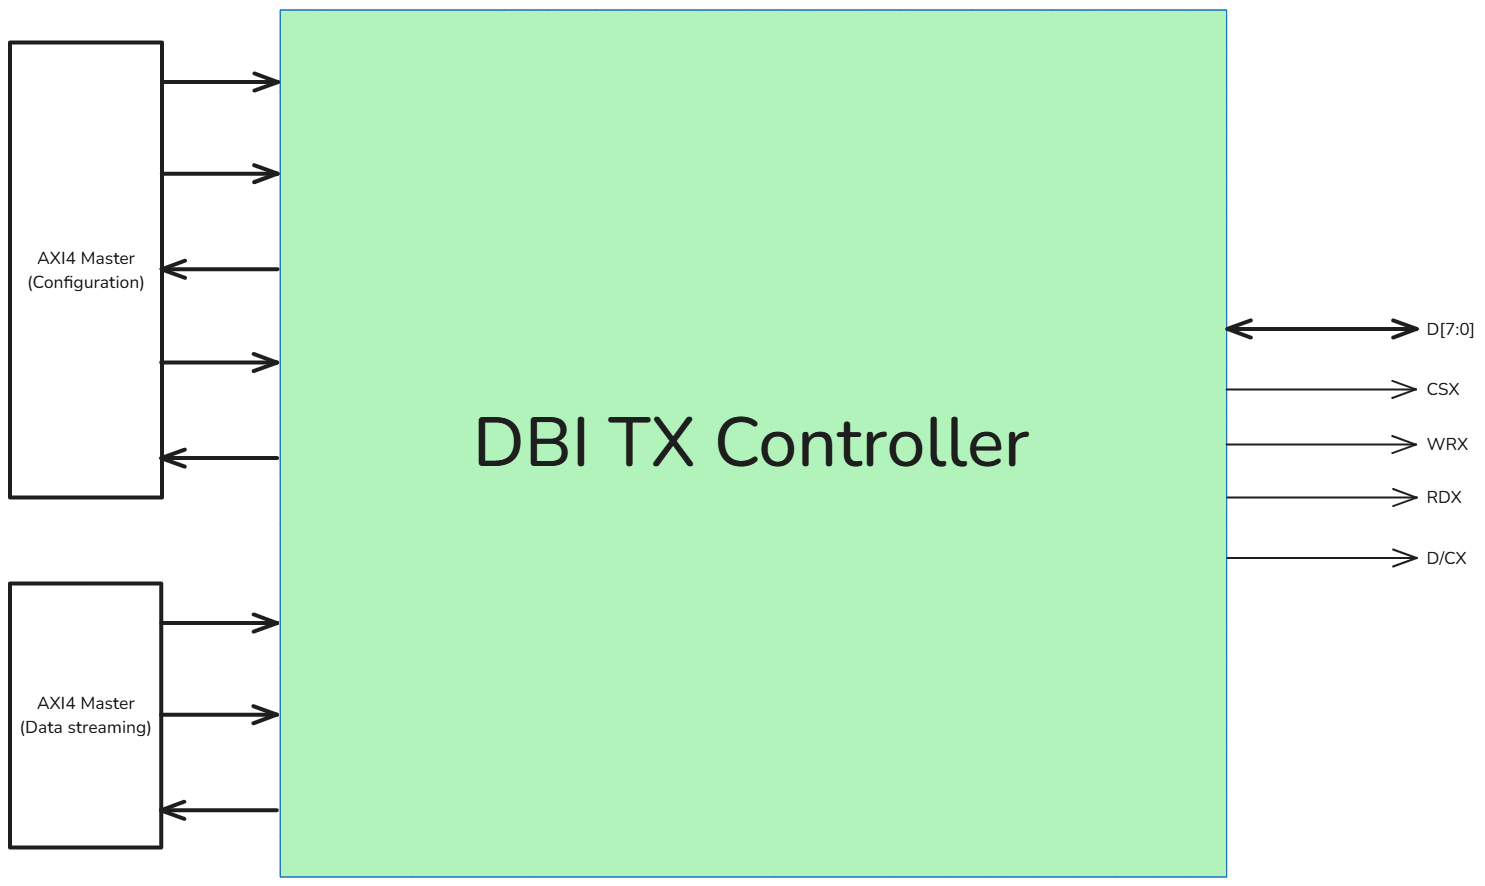 AXI4 Master
(Configuration)
DBI TX Controller
D[7:0]
CSX
WRX
RDX
D/CX
AXI4 Master
(Data streaming)